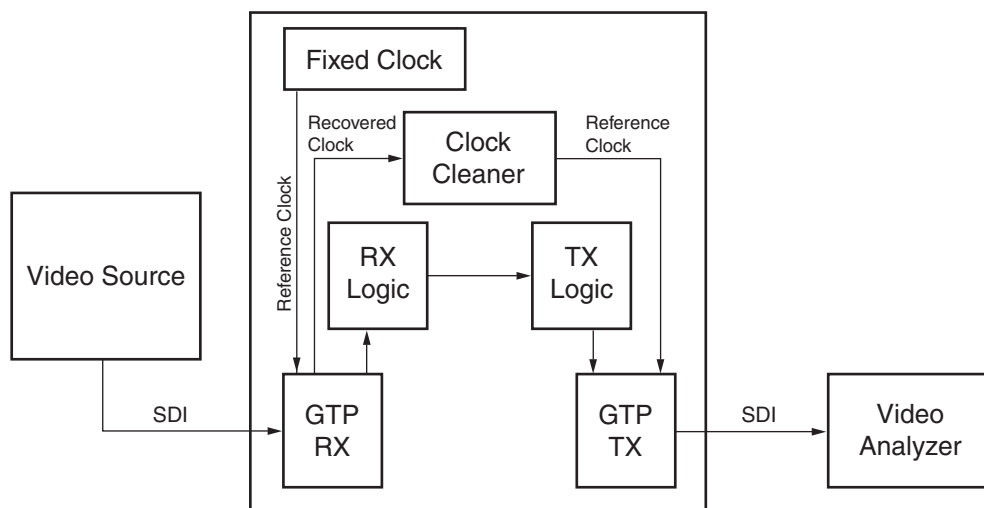 Fixed Clock
Recovered
Clock
Clock
Cleaner
Reference
Clock
Reference Clock
Video Source
RX
Logic
TX
Logic
SDI
GTP
RX
GTP
TX
SDI
Video
Analyzer